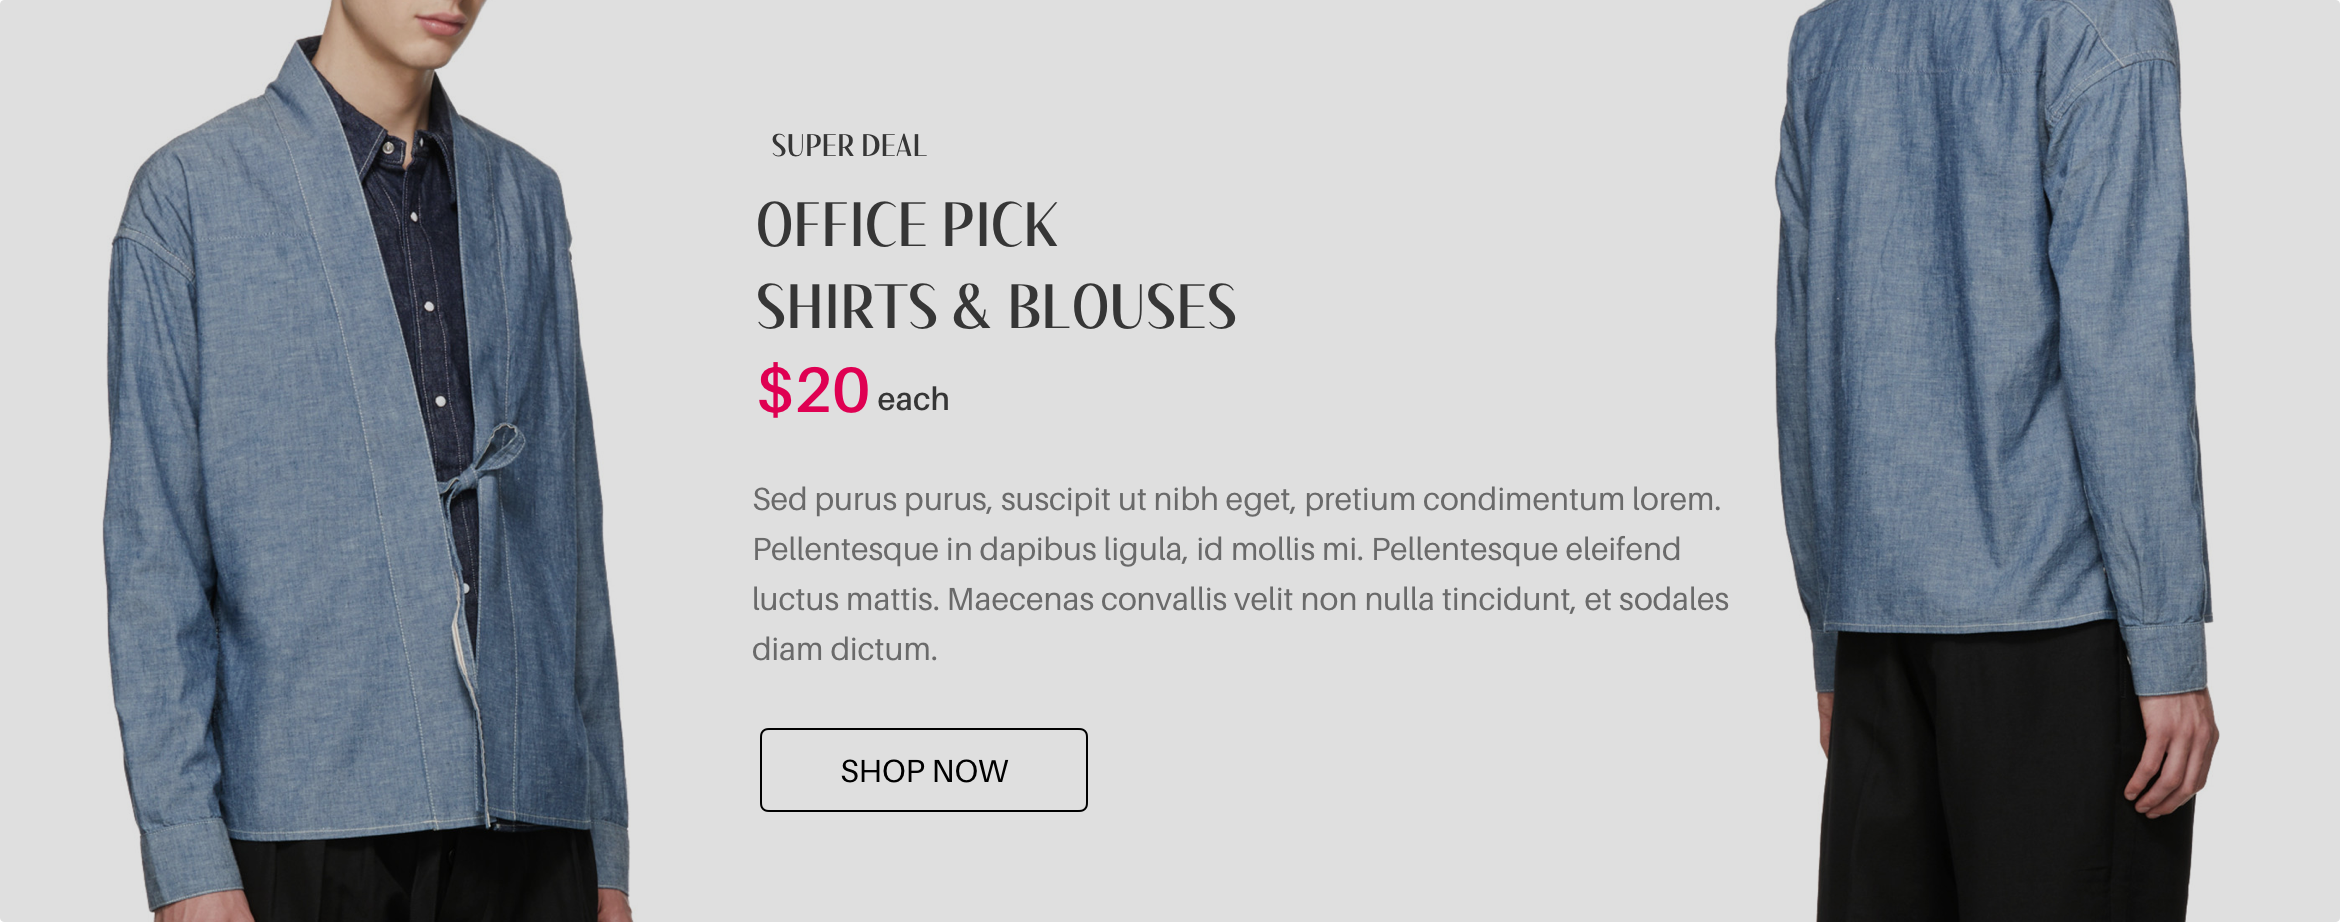 SUPER DEAL
OFFICE PICK
SHIRTS & BLOUSES
$20 each
Sed purus purus, suscipit ut nibh eget, pretium condimentum lorem.
Pellentesque in dapibus ligula, id mollis mi. Pellentesque eleifend
luctus mattis. Maecenas convallis velit non nulla tincidunt, et sodales
diam dictum.
SHOP NOW